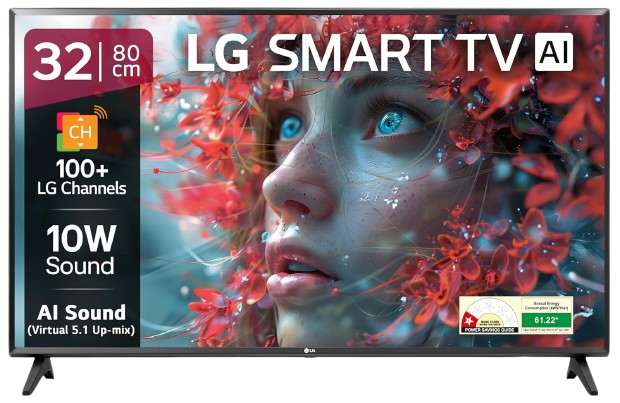 32
80
cm
LG SMART TV AI
CH
100+
LG Channels
10W
Sound
AI Sound
(Virtual 5.1 Up-mix)
POWER SAVINGS GUIDE
Annual Energy
Consumption (kWh/Year)
61.22*
LG